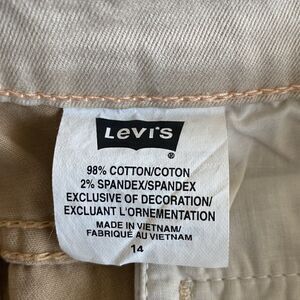 Levi's
®
98% COTTON/COTON
2% SPANDEX/SPANDEX
EXCLUSIVE OF DECORATION/
EXCLUANT L'ORNEMENTATION
MADE IN VIETNAM/
FABRIQUÉ AU VIETNAM
14